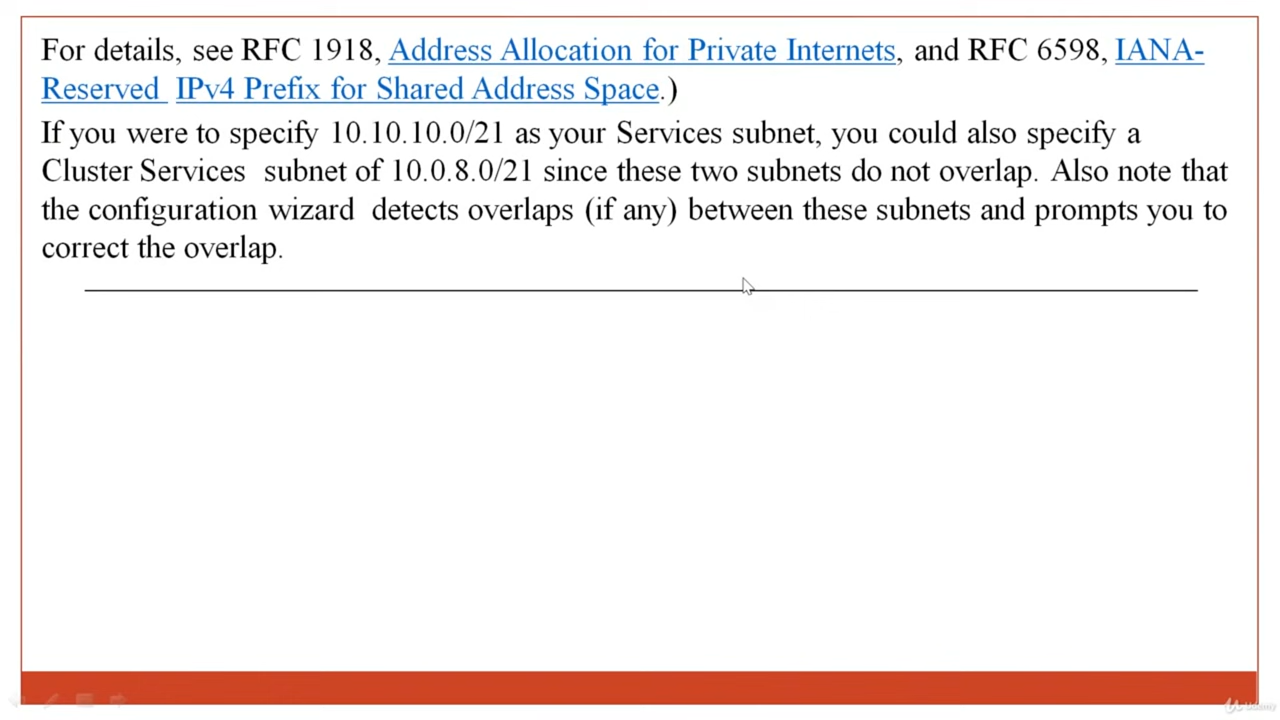 For details, see RFC 1918, Address Allocation for Private Internets, and RFC 6598, IANA-
Reserved IPv4 Prefix for Shared Address Space.)
If you were to specify 10.10.10.0/21 as your Services subnet, you could also specify a
Cluster Services subnet of 10.0.8.0/21 since these two subnets do not overlap. Also note that
the configuration wizard detects overlaps (if any) between these subnets and prompts you to
correct the overlap.
Udemy